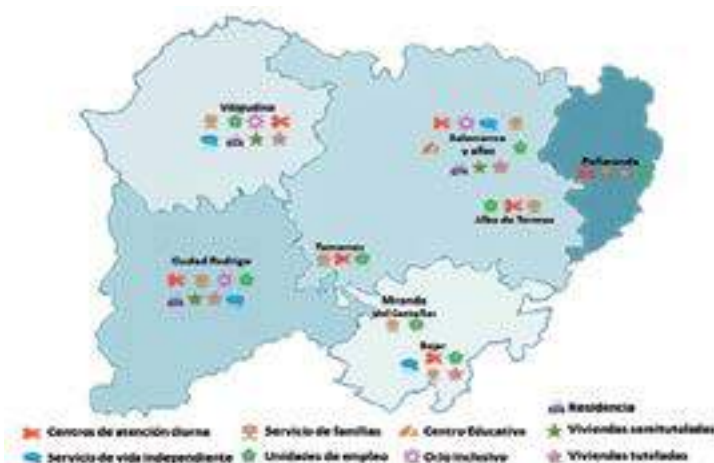 Vitigudino
Salamanca
y alfoz
Peñaranda
Alba de Tormes
Tamames
Ciudad Rodrigo
Miranda
del Castañar
Bejar
Residencia
Centros de atención diurna
Servicio de familias
Centro Educativo
Viviendas semituteladas
Servicio de vida independiente
Unidades de empleo
Ocio inclusivo
Viviendas tuteladas